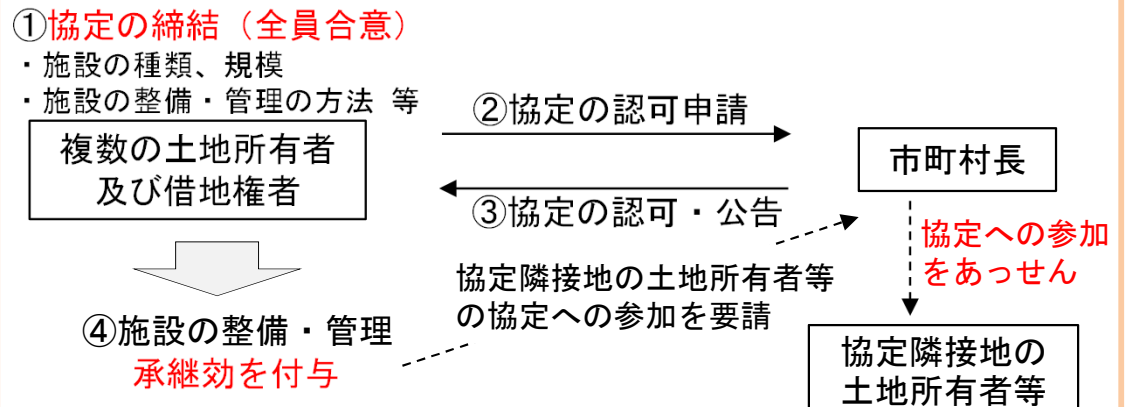 ①協定の締結（全員合意）
・施設の種類、規模
・施設の整備・管理の方法 等
複数の土地所有者
及び借地権者
②協定の認可申請
③協定の認可・公告
市町村長
協定への参加
をあっせん
協定隣接地の土地所有者等
の協定への参加を要請
④施設の整備・管理
承継効を付与
協定隣接地の
土地所有者等